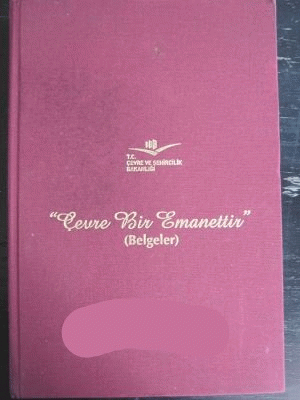 T.C.
ÇEVRE VE ŞEHİRCİLİK
BAKANLIĞI
"Çevre Bir Emanettir"
(Belgeler)